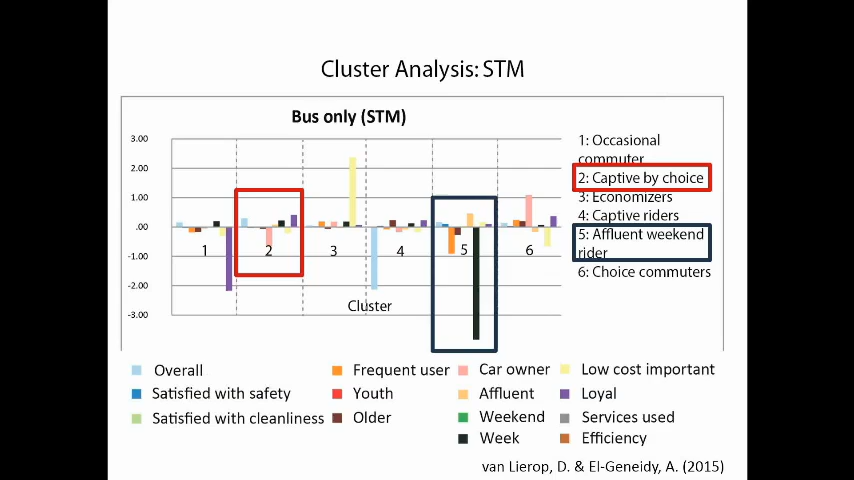 Cluster Analysis: STM
Bus only (STM)
3.00
2.00
1.00
.00
-1.00
-2.00
-3.00
1
2
3
4
5
6
Cluster
1: Occasional
commuter
2: Captive by choice
3: Economizers
4: Captive riders
5: Affluent weekend
rider
6: Choice commuters
Overall
Frequent user
Car owner
Low cost important
Satisfied with safety
Youth
Affluent
Loyal
Satisfied with cleanliness
Older
Weekend
Services used
Week
Efficiency
van Lierop, D. & El-Geneidy, A. (2015)